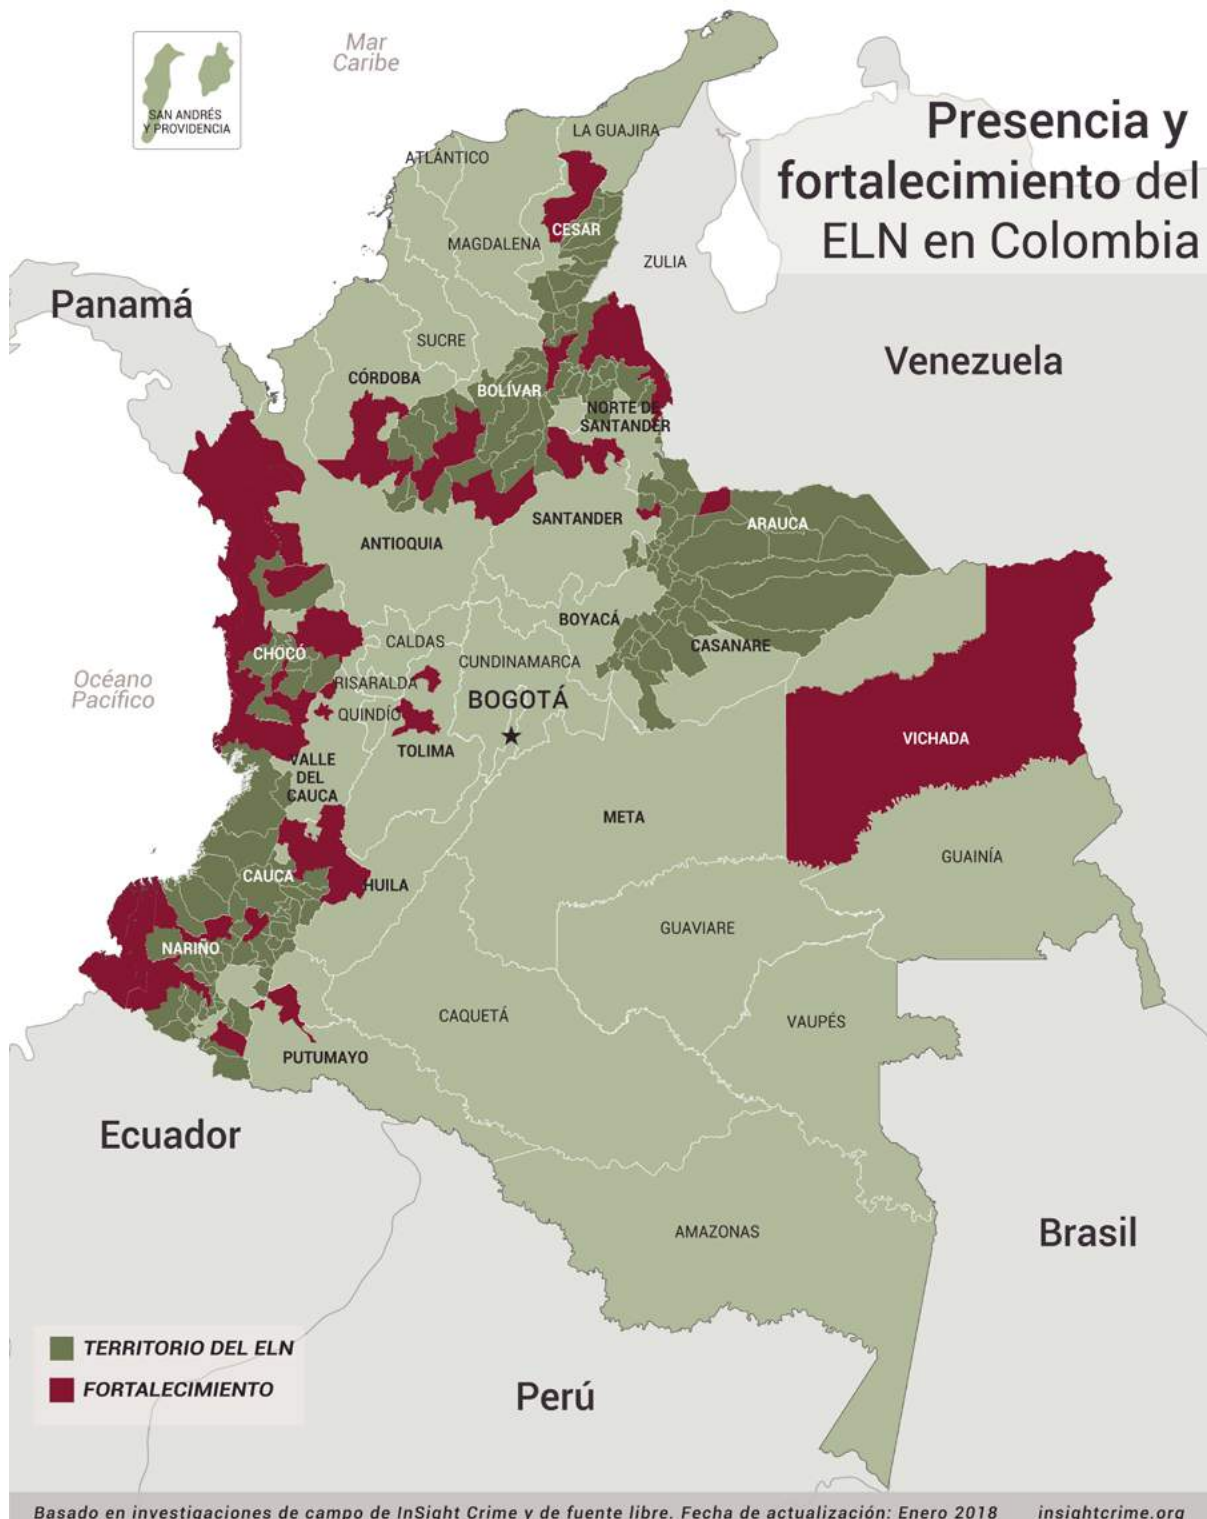 Mar
Caribe
SAN ANDRÉS
Y PROVIDENCIA
Presencia y
fortalecimiento del
ELN en Colombia
LA GUAJIRA
ATLÁNTICO
MAGDALENA
CESAR
ZULIA
Panamá
SUCRE
Venezuela
CÓRDOBA
BOLÍVAR
NORTE DE
SANTANDER
SANTANDER
ARAUCA
ANTIOQUIA
BOYACÁ
CALDAS
CASANARE
CHOCÓ
CUNDINAMARCA
Océano
Pacífico
RISARALDA
BOGOTÁ
QUINDÍO
TOLIMA
VICHADA
VALLE
DEL
CAUCA
META
GUAINÍA
CAUCA
HUILA
GUAVIARE
NARIÑO
CAQUETÁ
VAUPÉS
PUTUMAYO
Ecuador
AMAZONAS
Brasil
TERRITORIO DEL ELN
FORTALECIMIENTO
Perú
Basado en investigaciones de campo de InSight Crime y de fuente libre. Fecha de actualización: Enero 2018 insightcrime.org